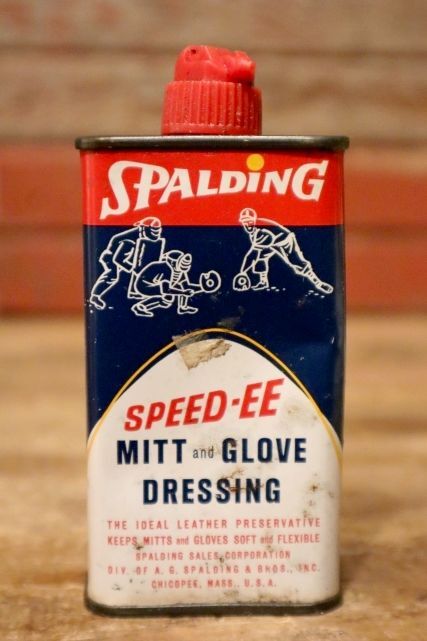 SPALDING
SPEED-EE
MITT and GLOVE
DRESSING
THE IDEAL LEATHER PRESERVATIVE
KEEPS MITTS and GLOVES SOFT and FLEXIBLE
SPALDING SALES CORPORATION
DIV. OF A. G. SPALDING & BROS., INC.
CHICOPEE, MASS., U.S.A.